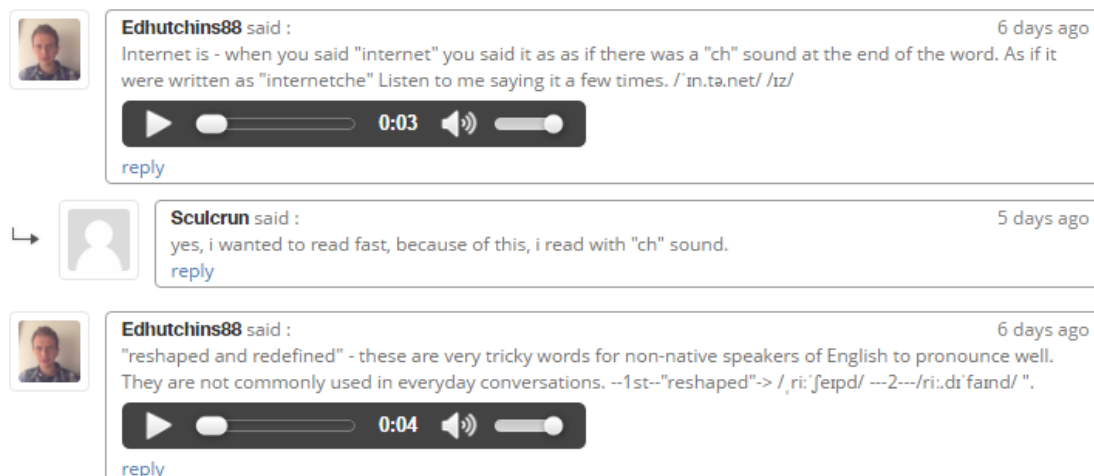 Edhutchins88 said : 6 days ago
Internet is - when you said "internet" you said it as as if there was a "ch" sound at the end of the word. As if it
were written as "internetche" Listen to me saying it a few times. /ˈɪn.tə.net/ /ɪz/
0:03
reply
Sculcrun said : 5 days ago
yes, i wanted to read fast, because of this, i read with "ch" sound.
reply
Edhutchins88 said : 6 days ago
"reshaped and redefined" - these are very tricky words for non-native speakers of English to pronounce well.
They are not commonly used in everyday conversations. --1st--"reshaped"-> /ˌriːˈʃeɪpd/ ---2---/riː.dɪˈfaɪnd/ ".
0:04
reply